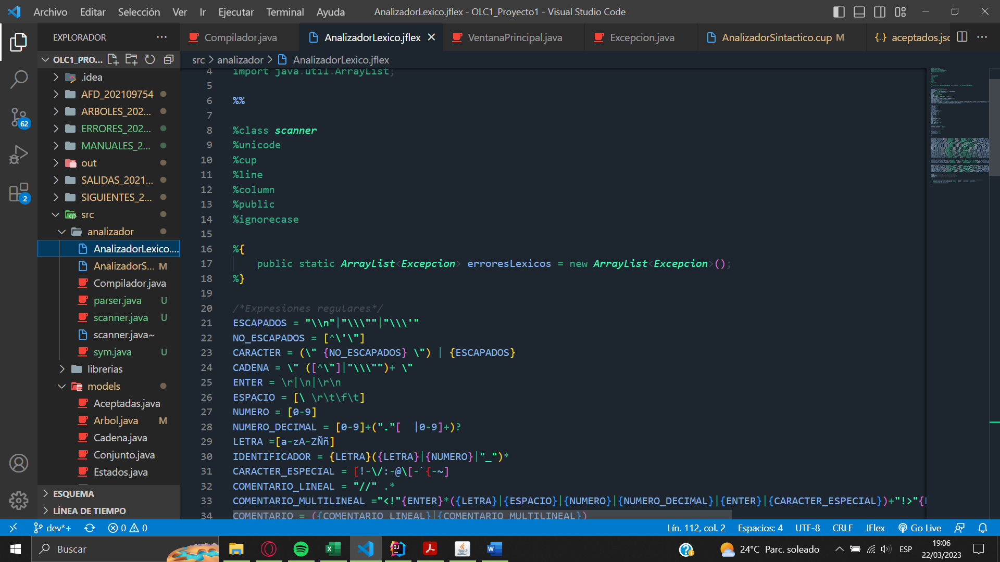 Archivo Editar Selección Ver Ir Ejecutar Terminal Ayuda AnalizadorLexico.jflex - OLC1_Proyecto1 - Visual Studio Code
EXPLORADOR
Compilador.java AnalizadorLexico.jflex VentanaPrincipal.java Excepcion.java AnalizadorSintactico.cup M aceptados.jsc
OLC1_PRO...
src > analizador > AnalizadorLexico.jflex
.idea
AFD_202109754
ARBOLES_202...
ERRORES_202...
MANUALES_2...
out
SALIDAS_2021...
SIGUIENTES_2...
src
analizador
AnalizadorLexico....
AnalizadorS... M
Compilador.java
parser.java U
scanner.java U
scanner.java~
sym.java U
librerias
models
Aceptadas.java
Arbol.java M
Cadena.java
Conjunto.java
Estados.java
ESQUEMA
LÍNEA DE TIEMPO
62
2
4 import java.util.ArrayList;
5
6 %%
7
8 %class scanner
9 %unicode
10 %cup
11 %line
12 %column
13 %public
14 %ignorecase
15
16 %{
17 public static ArrayList<Excepcion> erroresLexicos = new ArrayList<Excepcion>();
18 %}
19
20 /*Expresiones regulares*/
21 ESCAPADOS = "\\n"|"\\\""|"\\\'"
22 NO_ESCAPADOS = [^\'\"]
23 CARACTER = (\" {NO_ESCAPADOS} \") | {ESCAPADOS}
24 CADENA = \" ([^\"]|"\\\"")+ \"
25 ENTER = \r|\n|\r\n
26 ESPACIO = [\ \r\t\f\t]
27 NUMERO = [0-9]
28 NUMERO_DECIMAL = [0-9]+("."[  |0-9]+)?
29 LETRA =[a-zA-ZÑñ]
30 IDENTIFICADOR = {LETRA}({LETRA}|{NUMERO}|"_")*
31 CARACTER_ESPECIAL = [!-\/:-@\[-`{-~]
32 COMENTARIO_LINEAL = "//" .*
33 COMENTARIO_MULTILINEAL ="<!"{ENTER}*({LETRA}|{ESPACIO}|{NUMERO}|{NUMERO_DECIMAL}|{ENTER}|{CARACTER_ESPECIAL})+"!>"{
34 COMENTARIO = ({COMENTARIO_LINEAL}|{COMENTARIO_MULTILINEAL})
dev*+ 0 0 Lín. 112, col. 2 Espacios: 4 UTF-8 CRLF JFlex Go Live
Buscar 24°C Parc. soleado ESP 19:06
22/03/2023